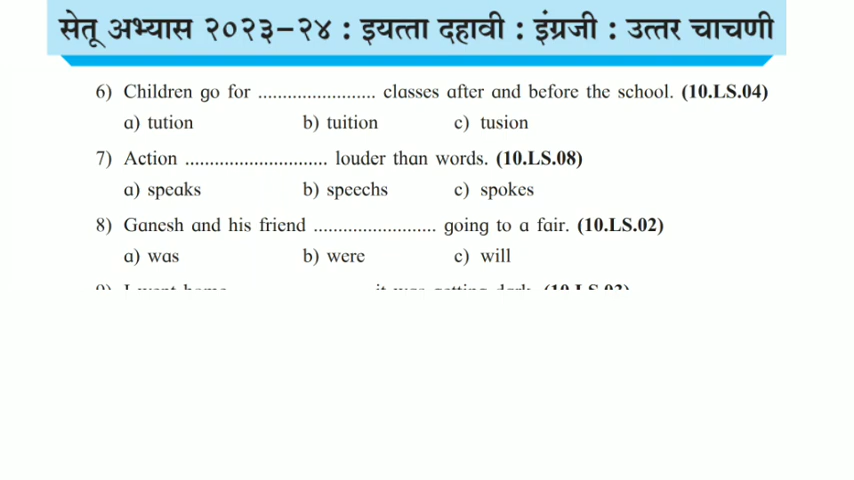 सेतू अभ्यास २०२३-२४ : इयत्ता दहावी : इंग्रजी : उत्तर चाचणी
6) Children go for ........................ classes after and before the school. (10.LS.04)
a) tution b) tuition c) tusion
7) Action ............................. louder than words. (10.LS.08)
a) speaks b) speechs c) spokes
8) Ganesh and his friend ......................... going to a fair. (10.LS.02)
a) was b) were c) will